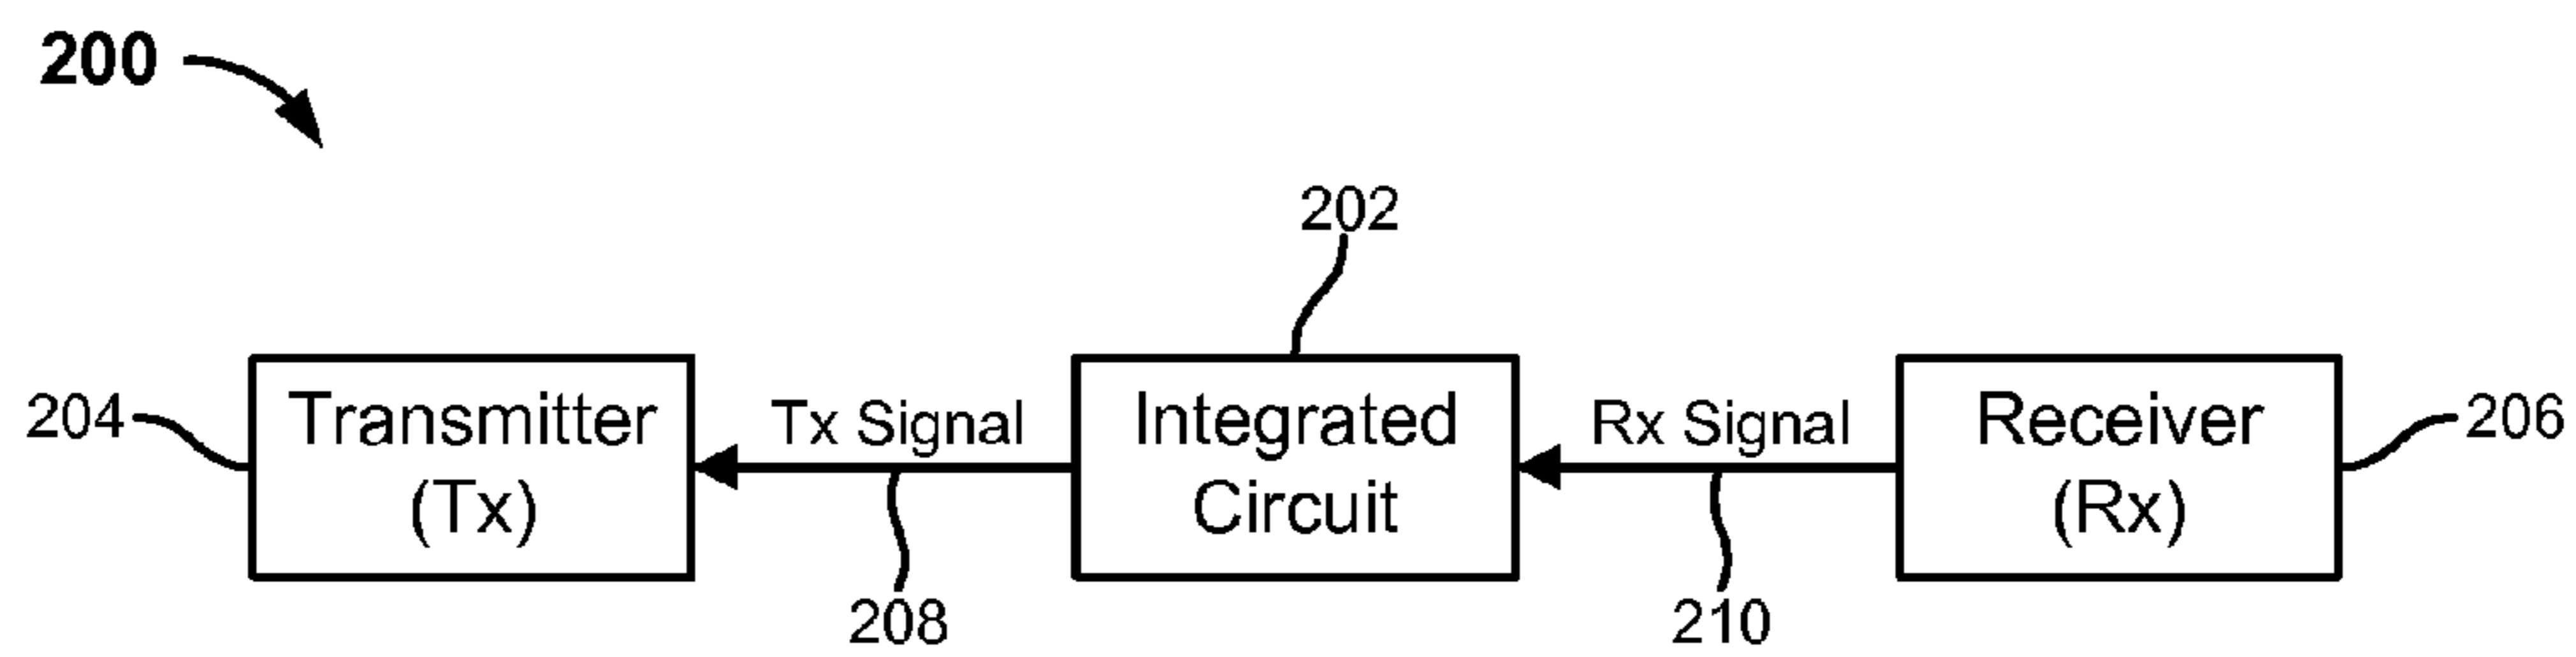 200
202
204
Transmitter
(Tx)
Tx Signal
Integrated
Circuit
Rx Signal
Receiver
(Rx)
206
208
210